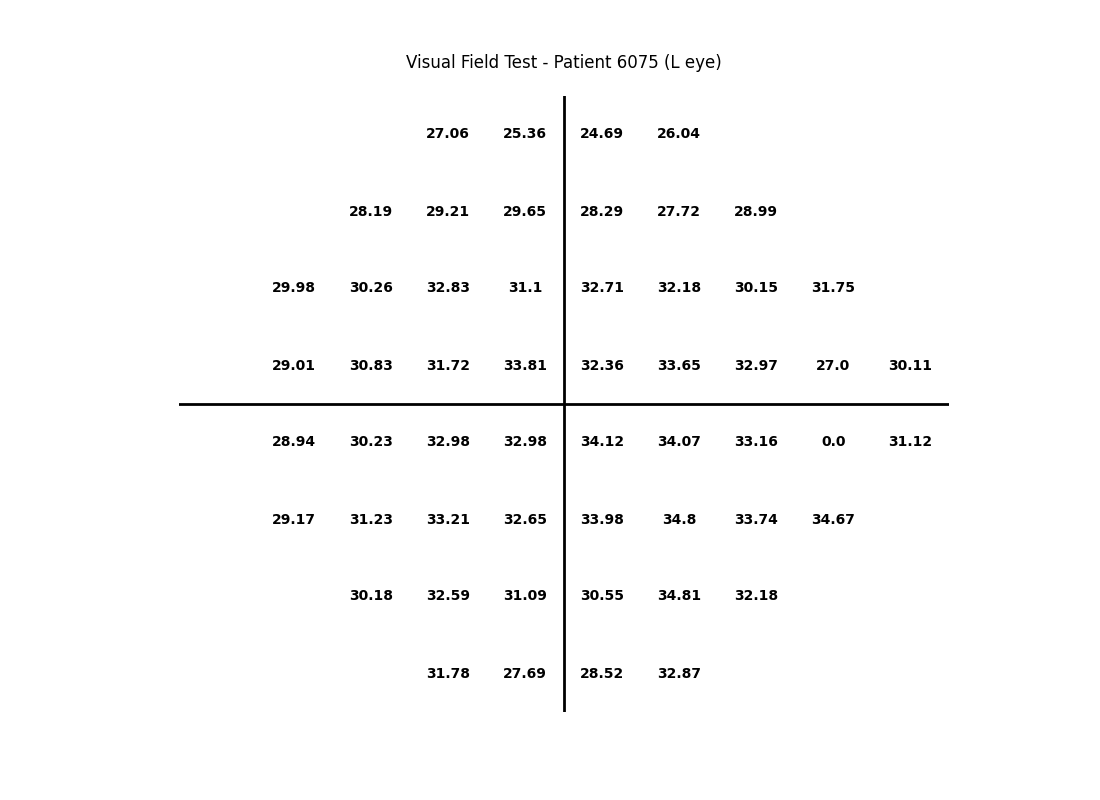 Visual Field Test - Patient 6075 (L eye)
27.06 25.36 24.69 26.04
28.19 29.21 29.65 28.29 27.72 28.99
29.98 30.26 32.83 31.1 32.71 32.18 30.15 31.75
29.01 30.83 31.72 33.81 32.36 33.65 32.97 27.0 30.11
28.94 30.23 32.98 32.98 34.12 34.07 33.16 0.0 31.12
29.17 31.23 33.21 32.65 33.98 34.8 33.74 34.67
30.18 32.59 31.09 30.55 34.81 32.18
31.78 27.69 28.52 32.87